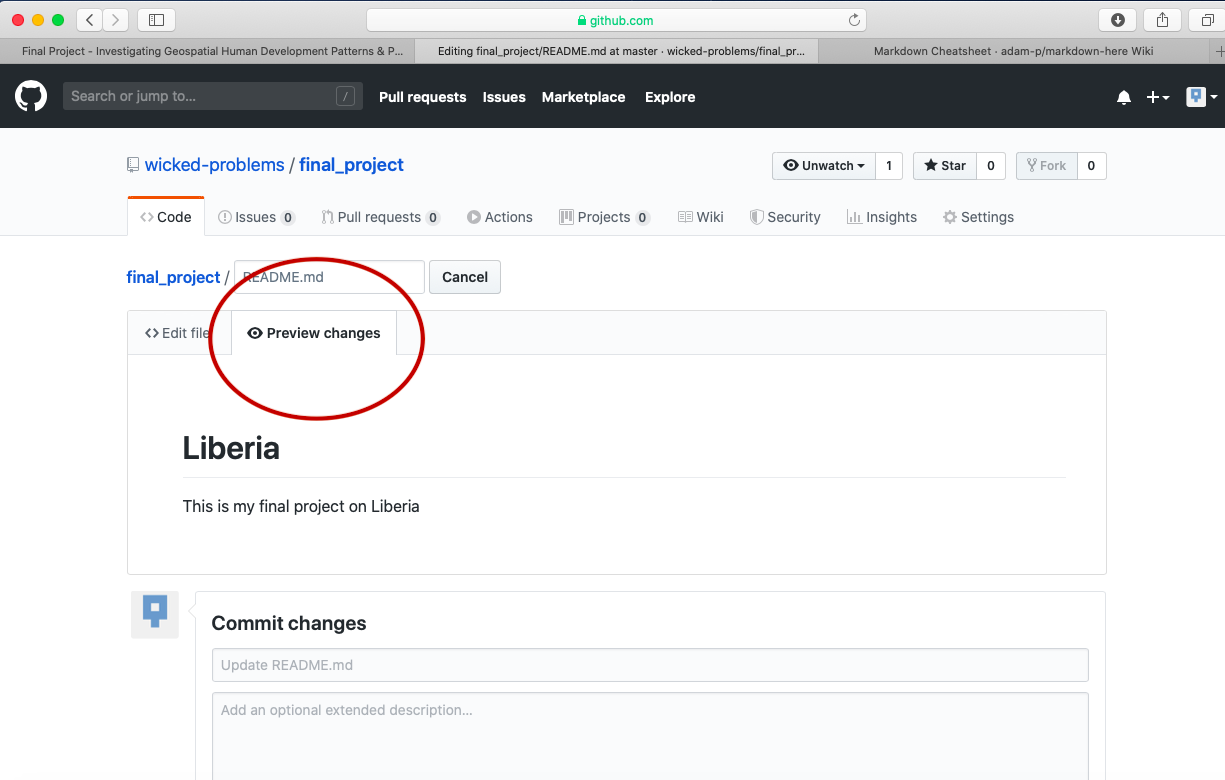 github.com
Final Project - Investigating Geospatial Human Development Patterns & P...
Editing final_project/README.md at master · wicked-problems/final_pr...
Markdown Cheatsheet · adam-p/markdown-here Wiki
Search or jump to... /
Pull requests Issues Marketplace Explore
wicked-problems / final_project
Unwatch 1 Star 0 Fork 0
Code Issues 0 Pull requests 0 Actions Projects 0 Wiki Security Insights Settings
final_project / README.md Cancel
Edit file Preview changes
Liberia
This is my final project on Liberia
Commit changes
Update README.md
Add an optional extended description...